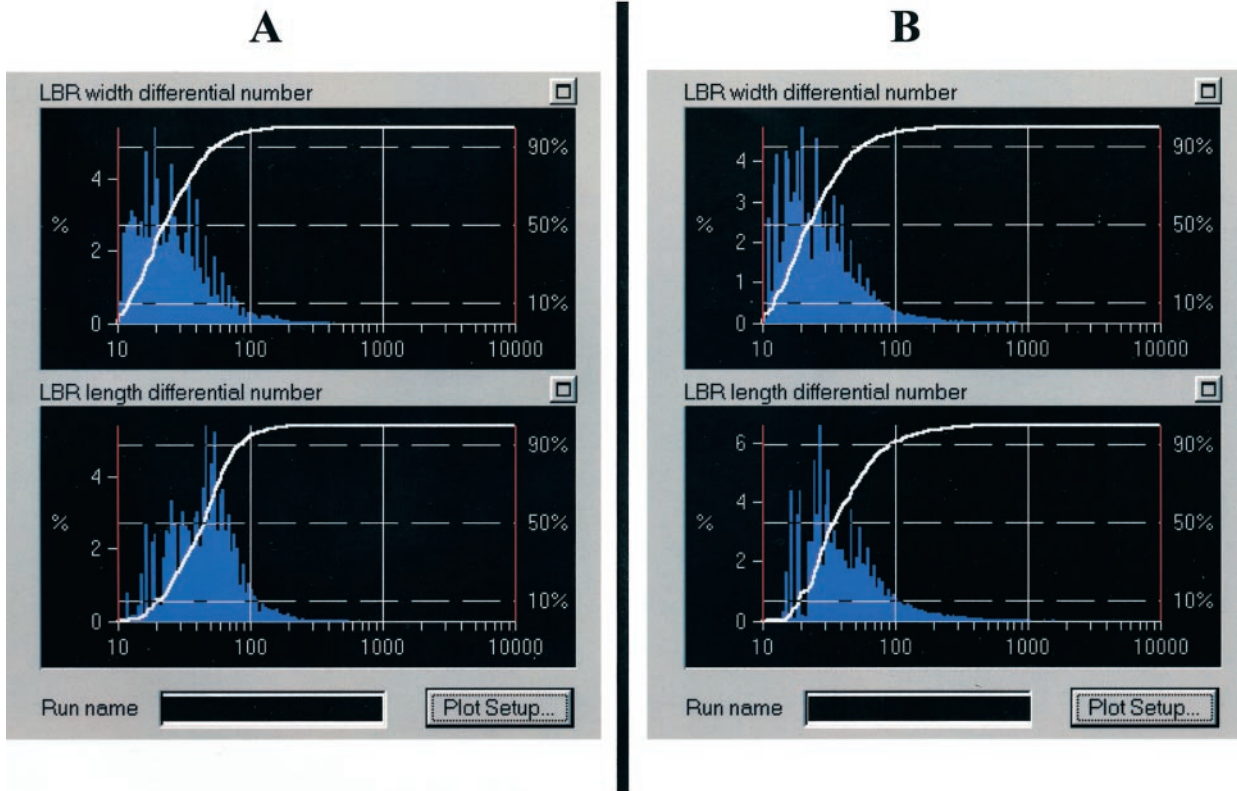 A
LBR width differential number
4
2
0
%
90%
50%
10%
10 100 1000 10000
LBR length differential number
4
2
0
%
90%
50%
10%
10 100 1000 10000
Run name
Plot Setup...
B
LBR width differential number
4
3
2
1
0
%
90%
50%
10%
10 100 1000 10000
LBR length differential number
6
4
2
0
%
90%
50%
10%
10 100 1000 10000
Run name
Plot Setup...